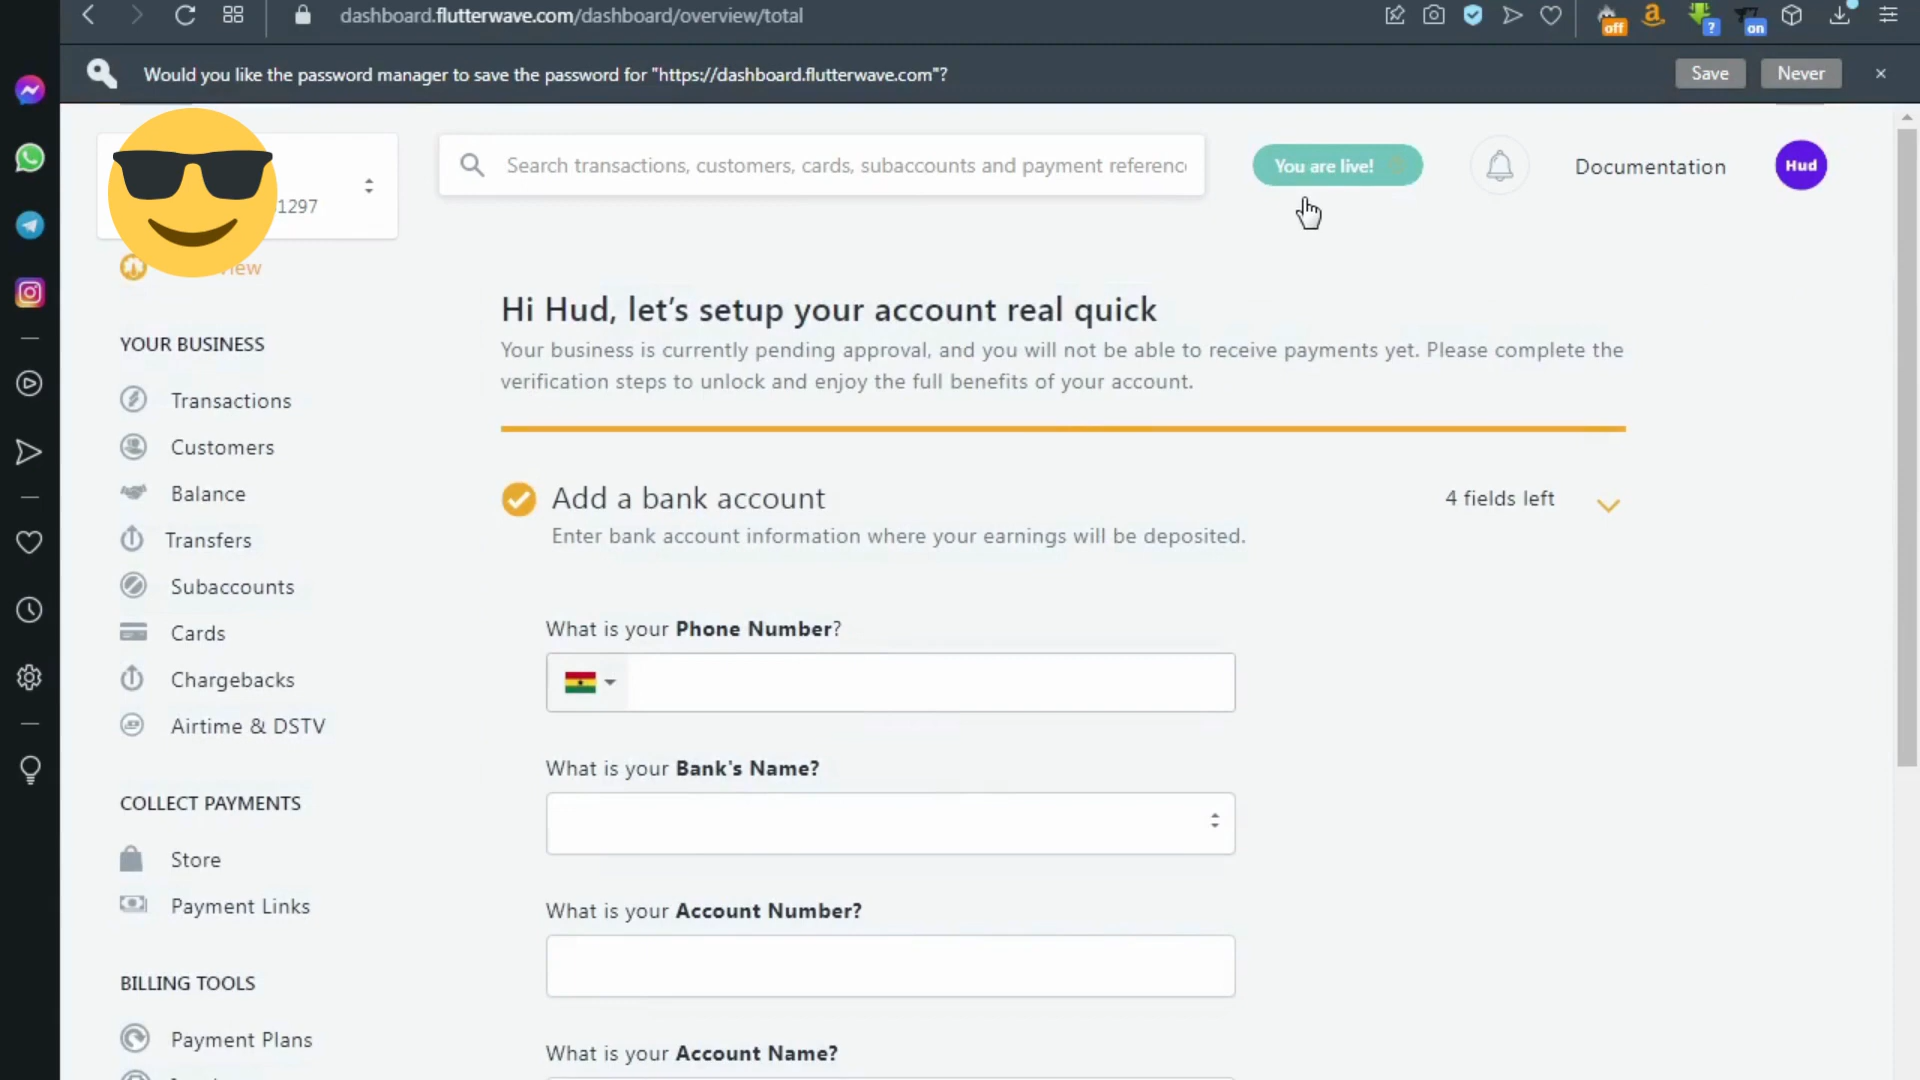 dashboard.flutterwave.com/dashboard/overview/total
off
?
on
Would you like the password manager to save the password for "https://dashboard.flutterwave.com"?
Save
Never
1297
Search transactions, customers, cards, subaccounts and payment referenc
You are live!
Documentation
Hud
Hi Hud, let’s setup your account real quick
Your business is currently pending approval, and you will not be able to receive payments yet. Please complete the
verification steps to unlock and enjoy the full benefits of your account.
YOUR BUSINESS
Transactions
Customers
Balance
Transfers
Subaccounts
Cards
Chargebacks
Airtime & DSTV
COLLECT PAYMENTS
Store
Payment Links
BILLING TOOLS
Payment Plans
Add a bank account
4 fields left
Enter bank account information where your earnings will be deposited.
What is your Phone Number?
What is your Bank's Name?
What is your Account Number?
What is your Account Name?